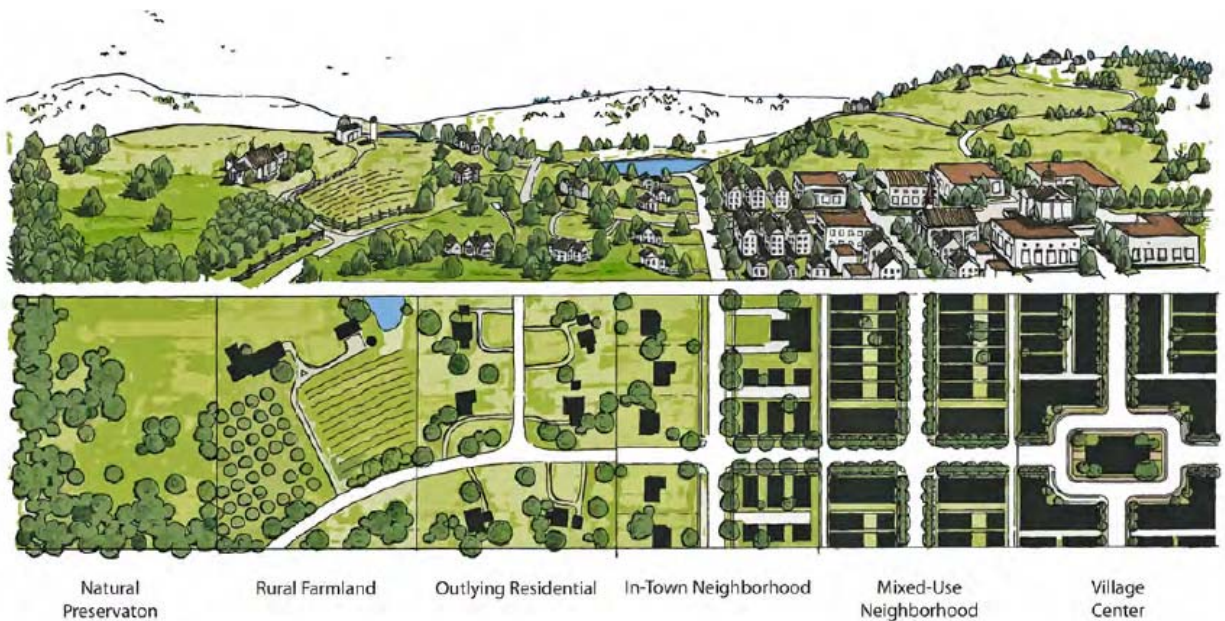 Natural
Preservaton
Rural Farmland
Outlying Residential
In-Town Neighborhood
Mixed-Use
Neighborhood
Village
Center